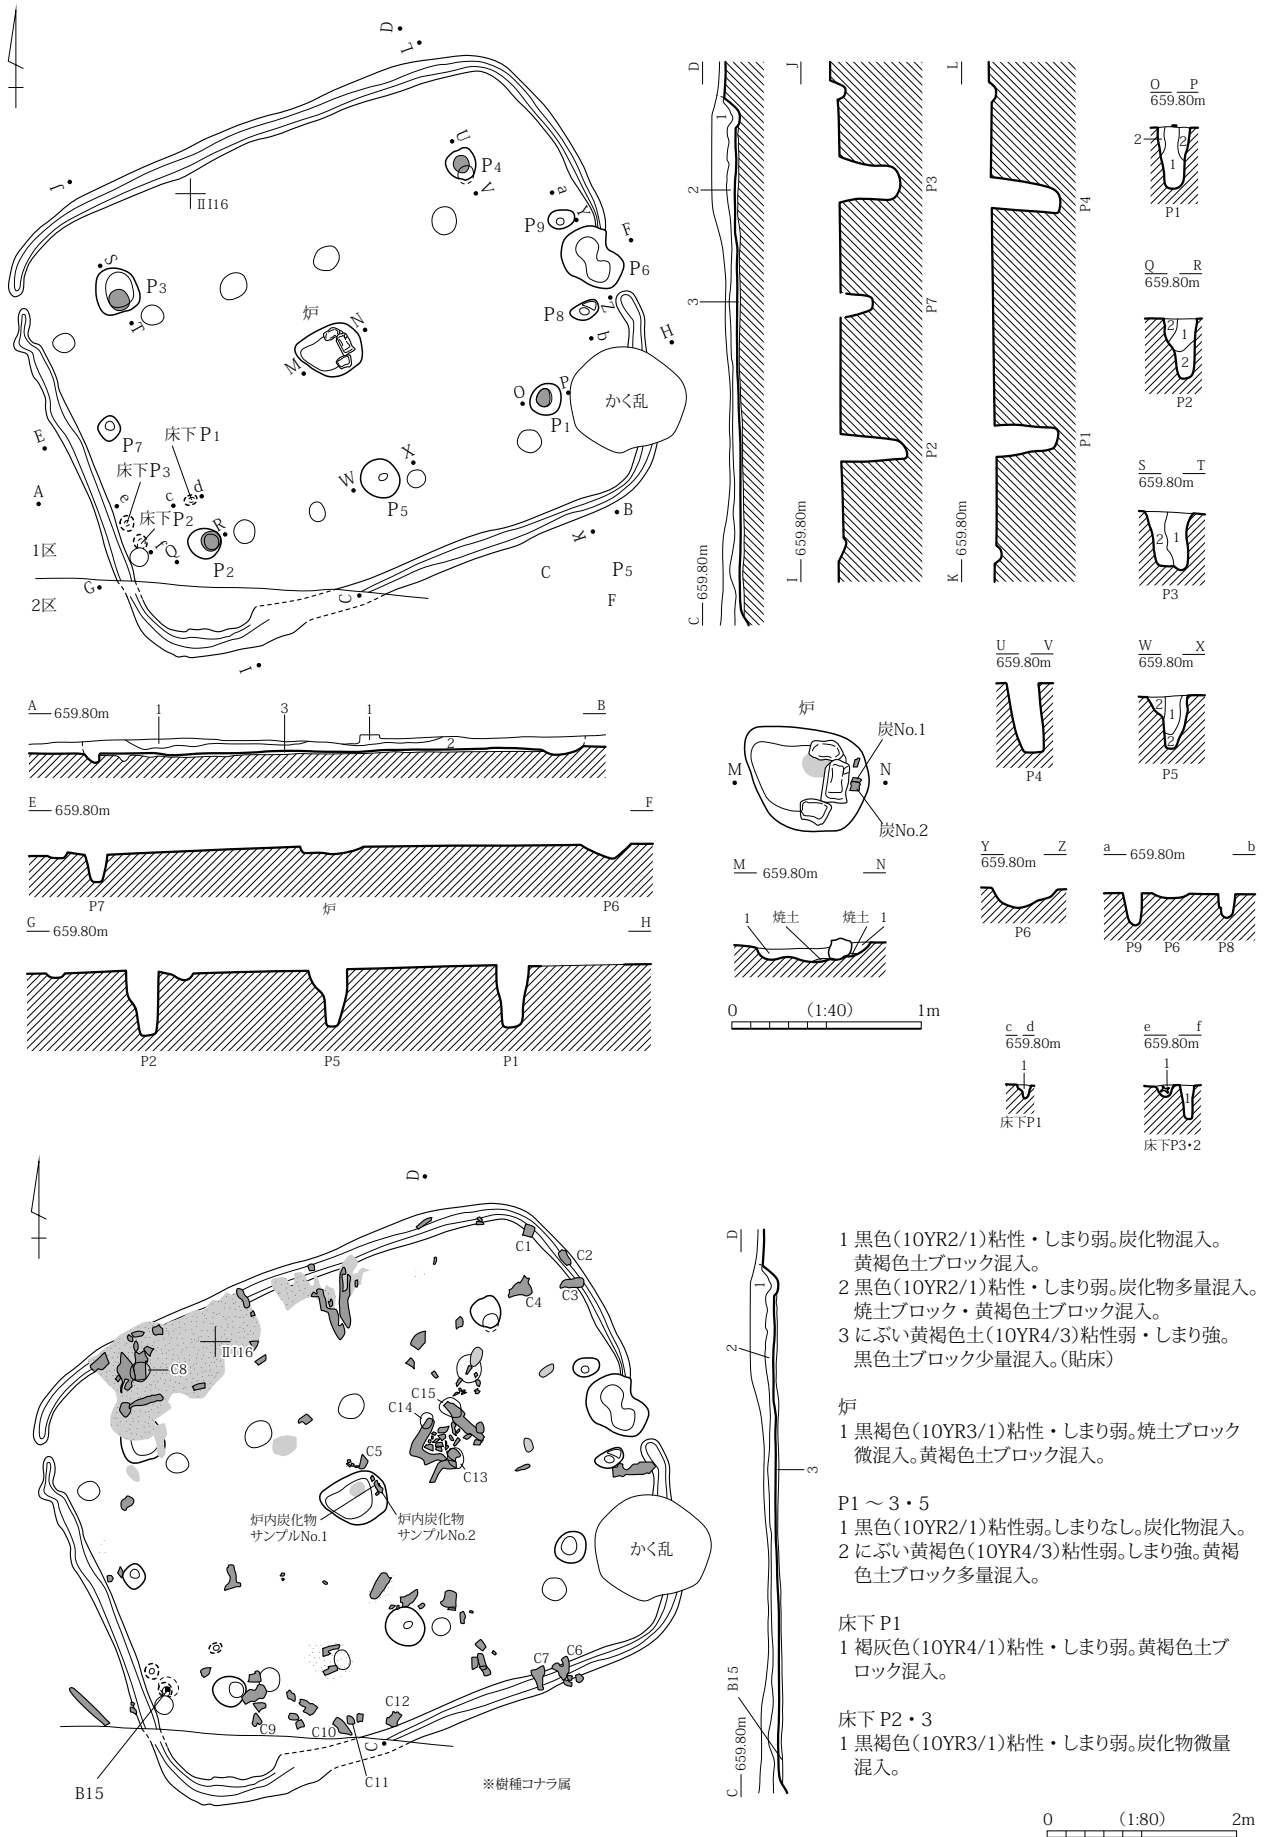 D
L
J
ⅡI16
U
P4
V
a
Y
P9
F
P6
S
P3
T
炉
N
M
P8
Z
b
H
O
P
P1
かく乱
E
P7
床下P1
床下P3
A
e
c
d
床下P2
W
X
P5
B
K
1区
f
Q
R
P2
C
P5
2区
G
C
F
I
D
1
2
3
C 659.80m
J
P3
P7
P2
I 659.80m
L
P4
P1
K 659.80m
O P
659.80m
2
2
1
P1
Q R
659.80m
2
1
2
P2
S T
659.80m
2
1
P3
U V
659.80m
P4
W X
659.80m
2
1
2
P5
A 659.80m
1
3
1
B
2
E 659.80m
F
P7
炉
P6
G 659.80m
H
P2
P5
P1
炉
炭No.1
M
N
炭No.2
M 659.80m N
1 焼土 焼土 1
0 (1:40) 1m
Y Z
659.80m
P6
a 659.80m b
P9 P6 P8
c d
659.80m
1
床下P1
e f
659.80m
1
1
床下P3・2
D
C1
C2
C3
C4
ⅡI16
C8
C15
C14
C5
C13
炉内炭化物
サンプルNo.1
炉内炭化物
サンプルNo.2
かく乱
C7
C6
C9
C10
C12
C
C11
B15
※樹種コナラ属
D
1
2
3
B15
C 659.80m
1 黒色(10YR2/1)粘性・しまり弱。炭化物混入。
黄褐色土ブロック混入。
2 黒色(10YR2/1)粘性・しまり弱。炭化物多量混入。
焼土ブロック・黄褐色土ブロック混入。
3 にぶい黄褐色土(10YR4/3)粘性弱・しまり強。
黒色土ブロック少量混入。(貼床)
炉
1 黒褐色(10YR3/1)粘性・しまり弱。焼土ブロック
微混入。黄褐色土ブロック混入。
P1～3・5
1 黒色(10YR2/1)粘性弱。しまりなし。炭化物混入。
2 にぶい黄褐色(10YR4/3)粘性弱。しまり強。黄褐
色土ブロック多量混入。
床下P1
1 褐灰色(10YR4/1)粘性・しまり弱。黄褐色土ブ
ロック混入。
床下P2・3
1 黒褐色(10YR3/1)粘性・しまり弱。炭化物微量
混入。
0 (1:80) 2m